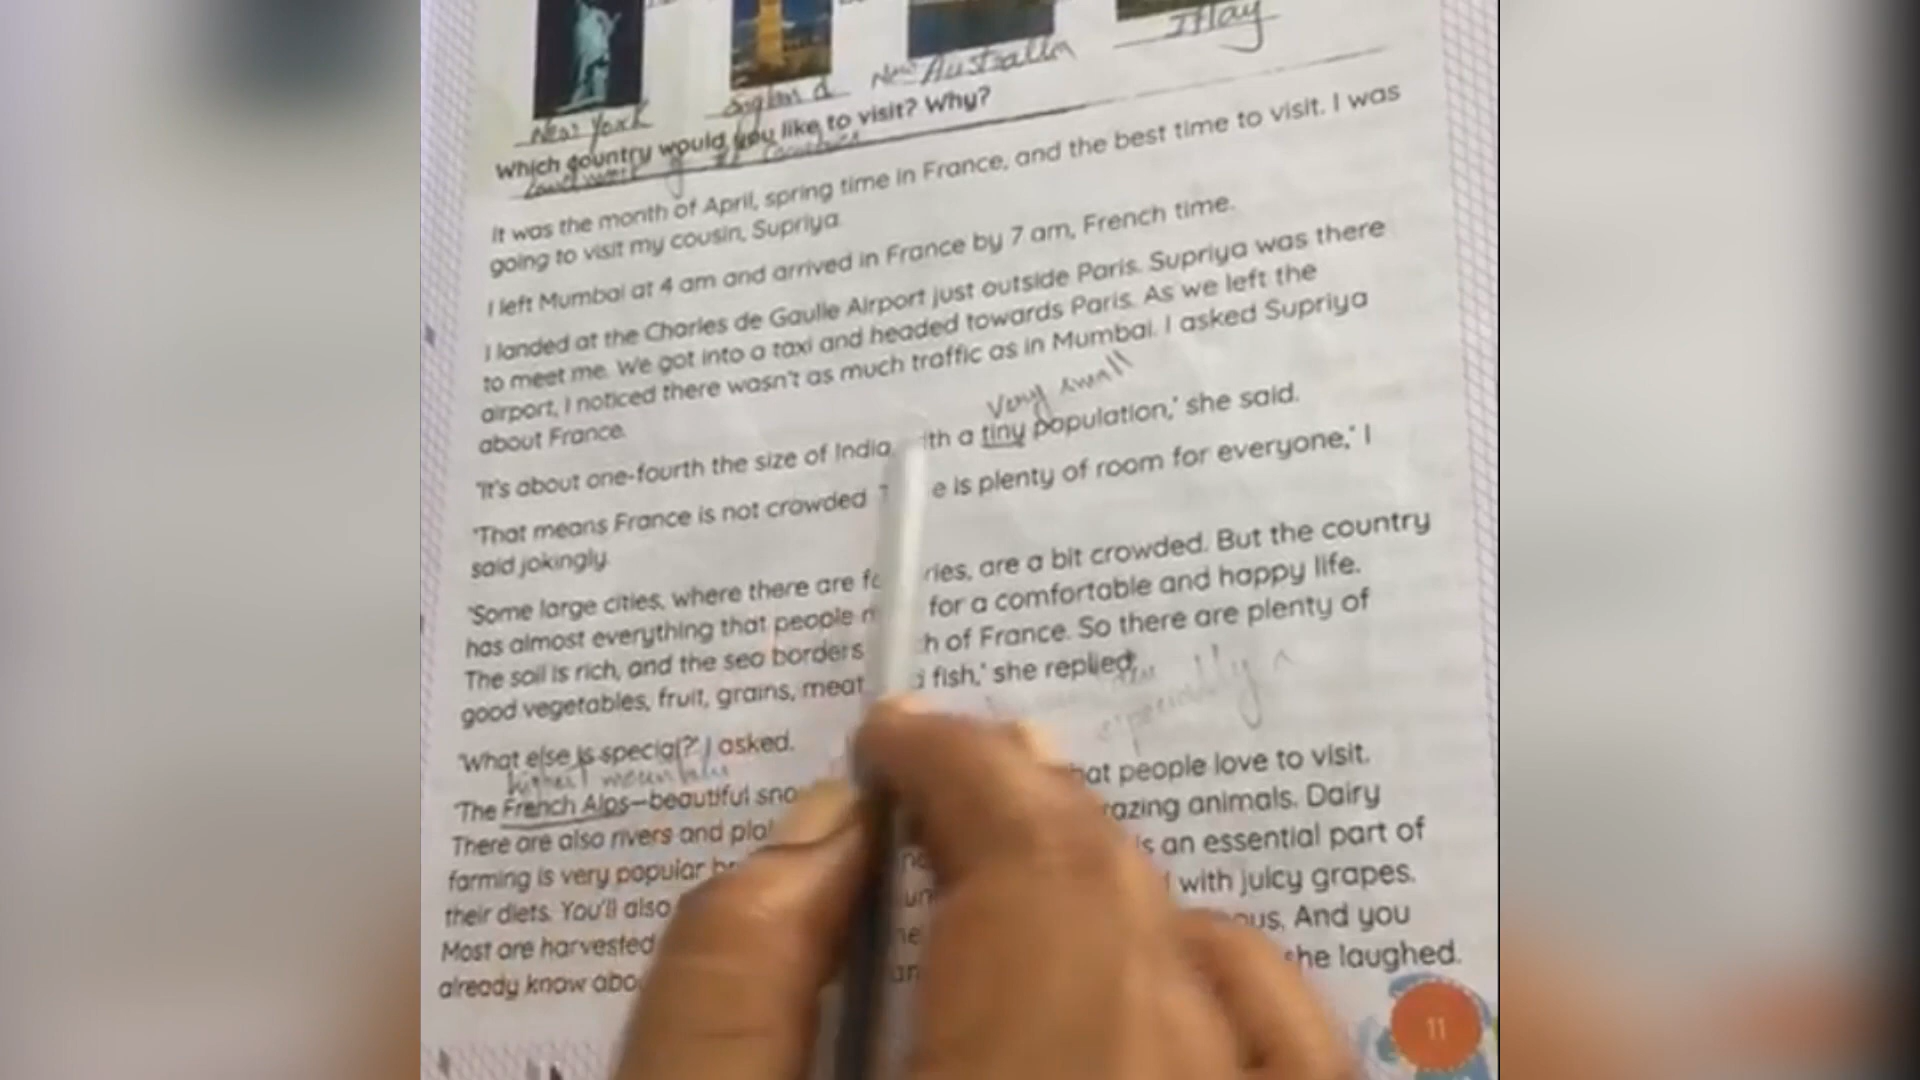 Itlay
Australia
England
New York
Which country would you like to visit? Why?
It was the month of April, spring time in France, and the best time to visit. I was
going to visit my cousin, Supriya.
I left Mumbai at 4 am and arrived in France by 7 am, French time.
I landed at the Charles de Gaulle Airport just outside Paris. Supriya was there
to meet me. We got into a taxi and headed towards Paris. As we left the
airport, I noticed there wasn't as much traffic as in Mumbai. I asked Supriya
about France.
very small
'It's about one-fourth the size of India, ith a tiny population,' she said.
'That means France is not crowded e is plenty of room for everyone,' I
said jokingly.
'Some large cities, where there are fa ries, are a bit crowded. But the country
has almost everything that people n for a comfortable and happy life.
The soil is rich, and the sea borders h of France. So there are plenty of
good vegetables, fruit, grains, meat fish,' she replied.
especially
'What else is special?' I asked.
highest mountain
'The French Alps—beautiful sno hat people love to visit.
There are also rivers and pla razing animals. Dairy
farming is very popular is an essential part of
their diets. You'll also with juicy grapes.
Most are harvested ous, And you
already know abo she laughed.
11